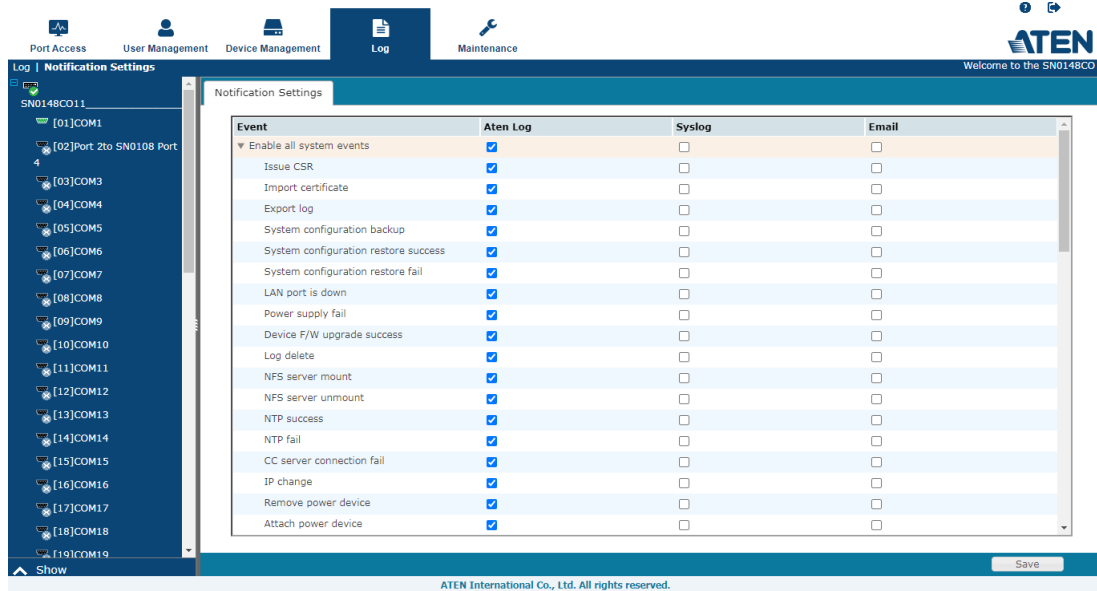 Port Access
User Management
Device Management
Log
Maintenance
ATEN
Log | Notification Settings
Welcome to the SN0148CO
SN0148CO11
[01]COM1
[02]Port 2to SN0108 Port
4
[03]COM3
[04]COM4
[05]COM5
[06]COM6
[07]COM7
[08]COM8
[09]COM9
[10]COM10
[11]COM11
[12]COM12
[13]COM13
[14]COM14
[15]COM15
[16]COM16
[17]COM17
[18]COM18
[19]COM19
Show
Notification Settings
Event Aten Log Syslog Email
Enable all system events
Issue CSR
Import certificate
Export log
System configuration backup
System configuration restore success
System configuration restore fail
LAN port is down
Power supply fail
Device F/W upgrade success
Log delete
NFS server mount
NFS server unmount
NTP success
NTP fail
CC server connection fail
IP change
Remove power device
Attach power device
Save
ATEN International Co., Ltd. All rights reserved.